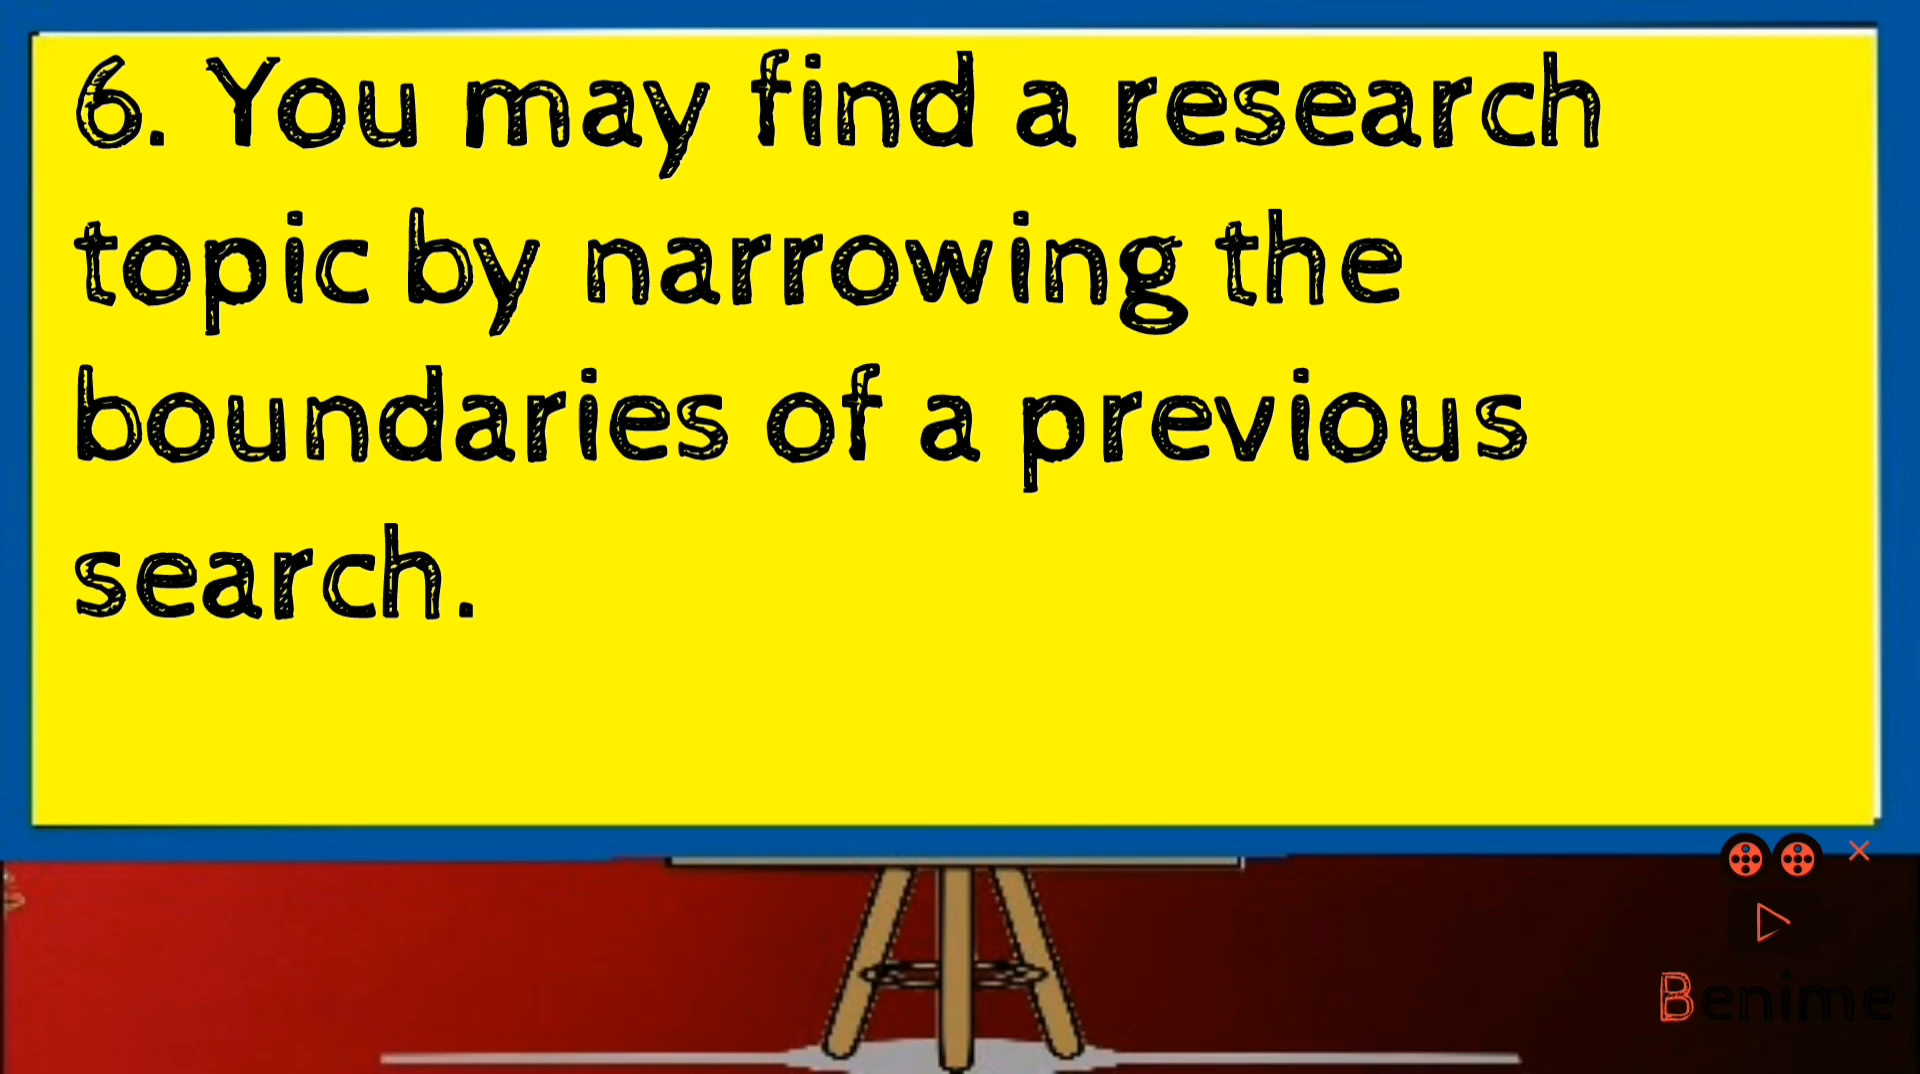 6. You may find a research
topic by narrowing the
boundaries of a previous
search.
Benime